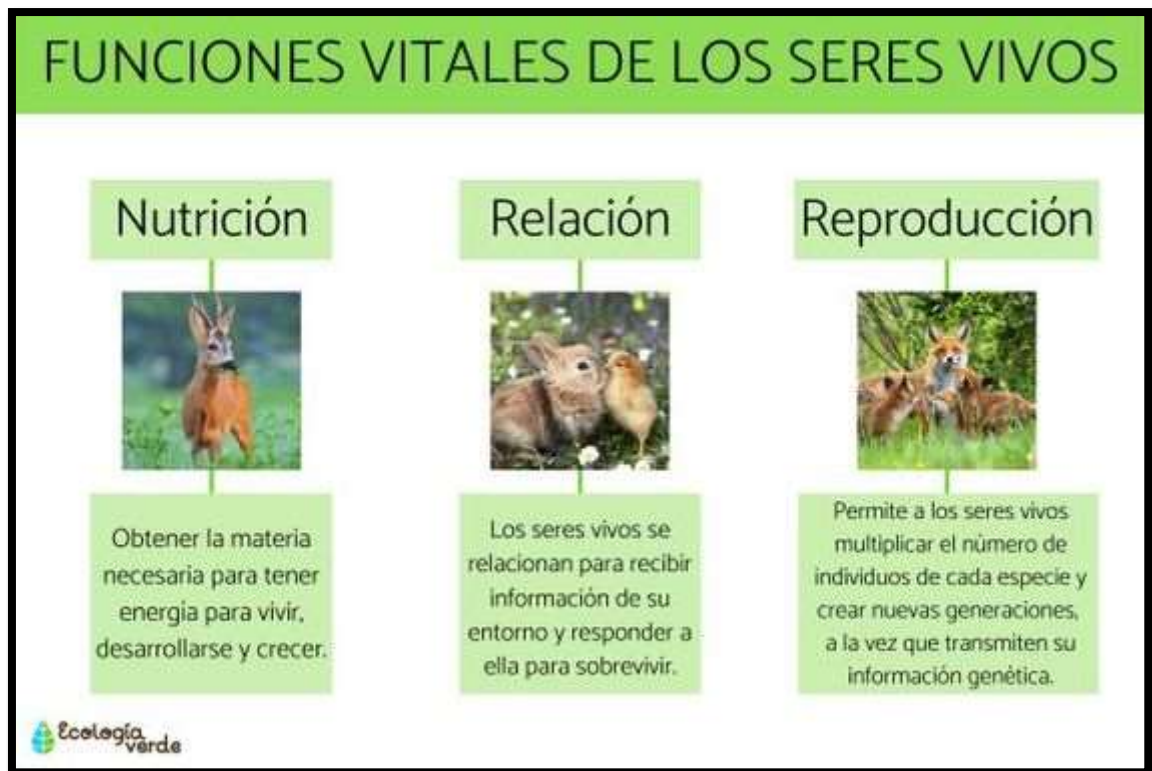 FUNCIONES VITALES DE LOS SERES VIVOS
Nutrición
Obtener la materia
necesaria para tener
energía para vivir,
desarrollarse y crecer.
Relación
Los seres vivos se
relacionan para recibir
información de su
entorno y responder a
ella para sobrevivir.
Reproducción
Permite a los seres vivos
multiplicar el número de
individuos de cada especie y
crear nuevas generaciones,
a la vez que transmiten su
información genética.
Ecología
verde